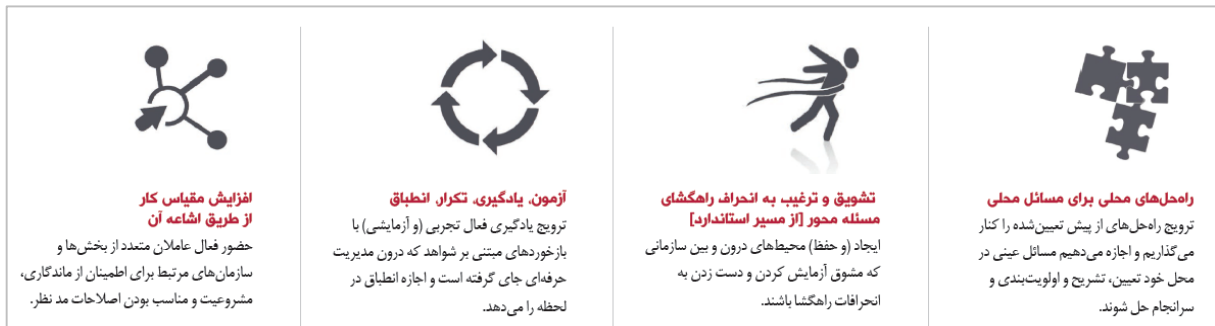 راه‌حل‌های محلی برای مسائل محلی
ترویج راه‌حل‌های از پیش تعیین‌شده را کنار
می‌گذاریم و اجازه می‌دهیم مسائل عینی در
محل خود تعیین، تشریح و اولویت‌بندی و
سرانجام حل شوند.
تشویق و ترغیب به انحراف راهگشای
مسئله محور [از مسیر استاندارد]
ایجاد (و حفظ) محیط‌های درون و بین سازمانی
که مشوق آزمایش کردن و دست زدن به
انحرافات راهگشا باشند.
آزمون، یادگیری، تکرار، انطباق
ترویج یادگیری فعال تجربی (و آزمایشی) با
بازخوردهای مبتنی بر شواهد که درون مدیریت
حرفه‌ای جای گرفته است و اجازه انطباق در
لحظه را می‌دهد.
افزایش مقیاس کار
از طریق اشاعه آن
حضور فعال عاملان متعدد از بخش‌ها و
سازمان‌های مرتبط برای اطمینان از ماندگاری،
مشروعیت و مناسب بودن اصلاحات مد نظر.